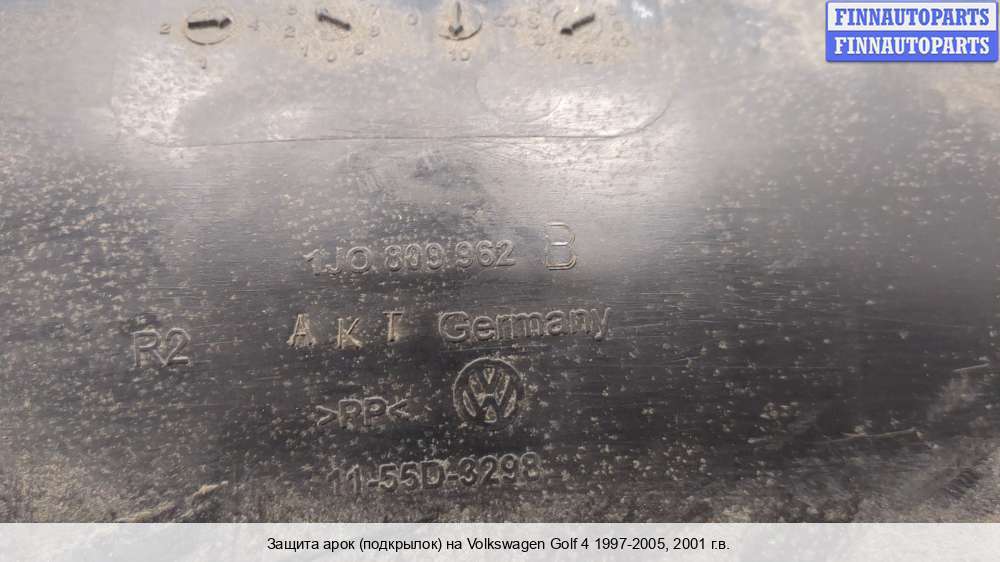 FINNAUTOPARTS
FINNAUTOPARTS
1J0 809 962 B
AKT Germany
R2
>PP<
11-55D-3298
Защита арок (подкрылок) на Volkswagen Golf 4 1997-2005, 2001 г.в.